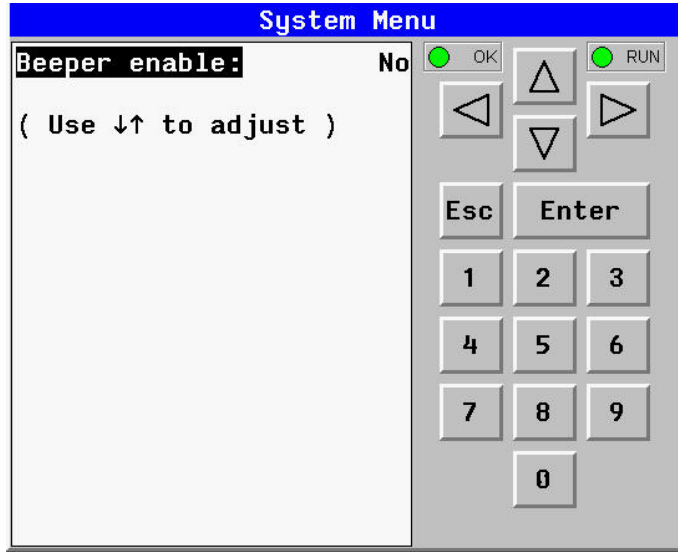 System Menu
Beeper enable: No
( Use ↓↑ to adjust )
OK
RUN
Esc
Enter
1 2 3
4 5 6
7 8 9
0